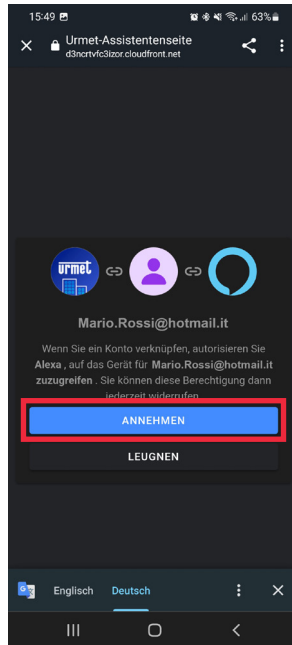 15:49 63%
Urmet-Assistentenseite
d3ncrtvfc3izor.cloudfront.net
urmet
Mario.Rossi@hotmail.it
Wenn Sie ein Konto verknüpfen, autorisieren Sie
Alexa , auf das Gerät für Mario.Rossi@hotmail.it
zuzugreifen . Sie können diese Berechtigung dann
jederzeit widerrufen
ANNEHMEN
LEUGNEN
Englisch Deutsch